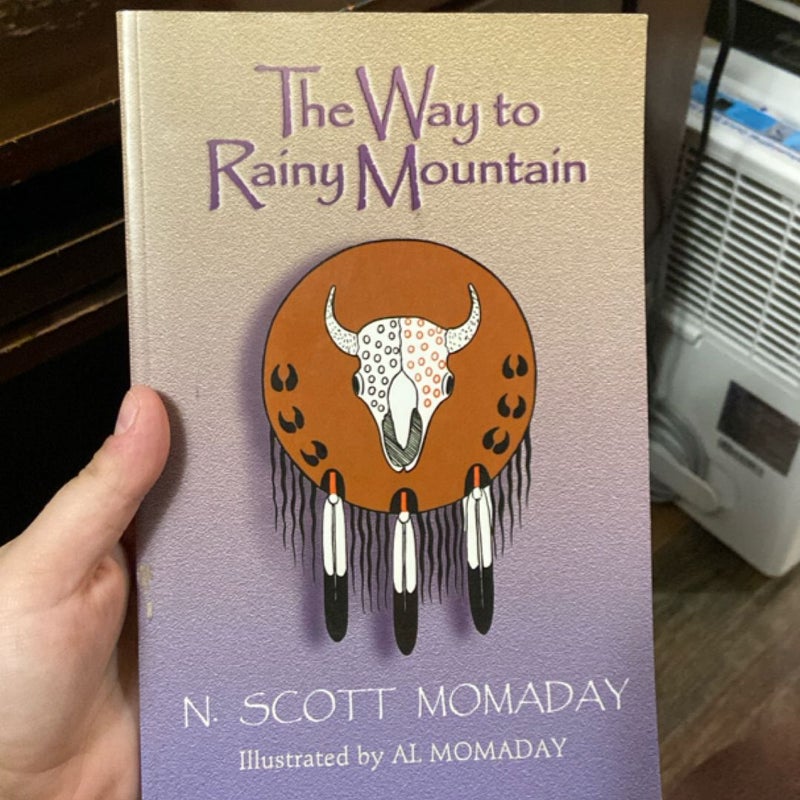 The Way to
Rainy Mountain
N. SCOTT MOMADAY
Illustrated by AL MOMADAY